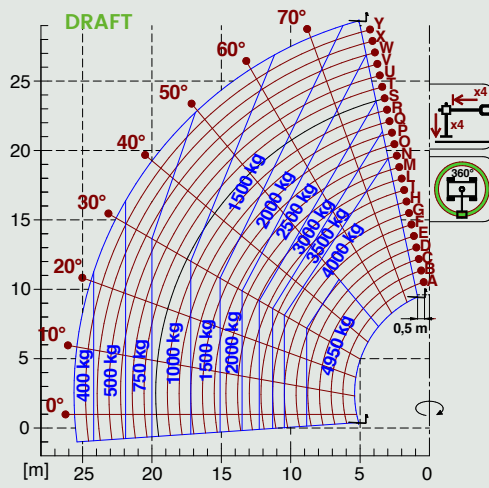 DRAFT
70°
60°
50°
40°
30°
20°
10°
0°
25
20
15
10
5
0
Y
X
W
V
U
T
S
R
Q
P
O
N
M
L
I
H
G
F
E
D
C
B
A
x4
x4
360°
0,5 m
1500 kg
2000 kg
2500 kg
3000 kg
3500 kg
4000 kg
400 kg
500 kg
750 kg
1000 kg
1500 kg
2000 kg
4950 kg
[m]
25
20
15
10
5
0